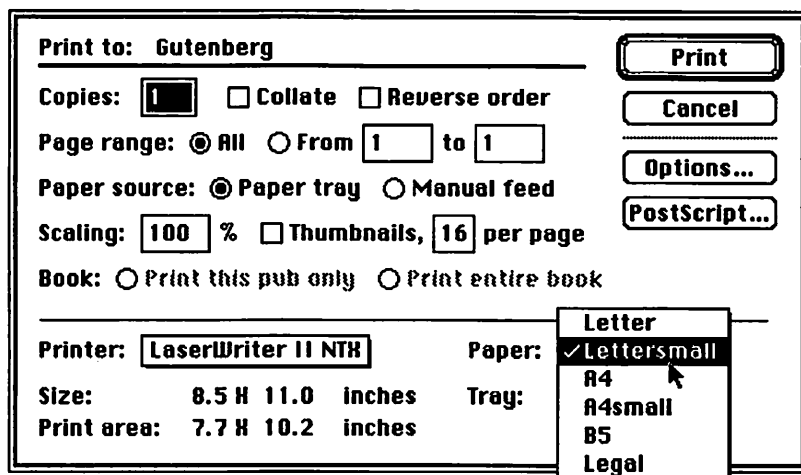 Print to: Gutenberg
Print
Copies: 1 Collate Reverse order
Cancel
Page range: All From 1 to 1
Options...
Paper source: Paper tray Manual feed
PostScript...
Scaling: 100 % Thumbnails, 16 per page
Book: Print this pub only Print entire book
Letter
Printer: LaserWriter II NTX Paper: ✓Lettersmall
A4
Size: 8.5 X 11.0 inches Tray:
A4small
Print area: 7.7 X 10.2 inches
B5
Legal